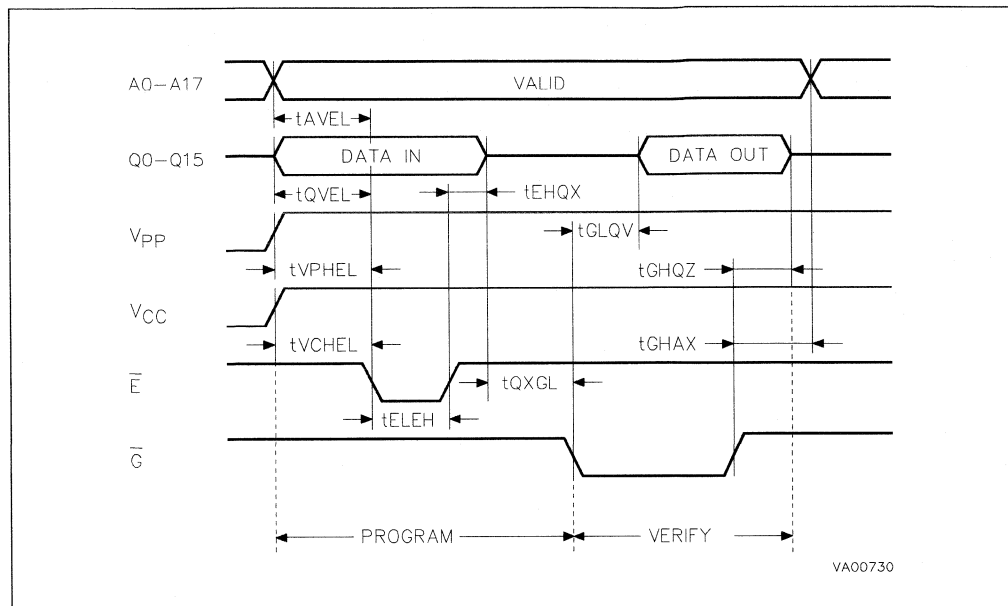 A0-A17
VALID
tAVEL
Q0-Q15
DATA IN
DATA OUT
tQVEL
tEHQX
VPP
tGLQV
tVPHEL
tGHQZ
VCC
tVCHEL
tGHAX
E
tQXGL
tELEH
G
PROGRAM
VERIFY
VA00730